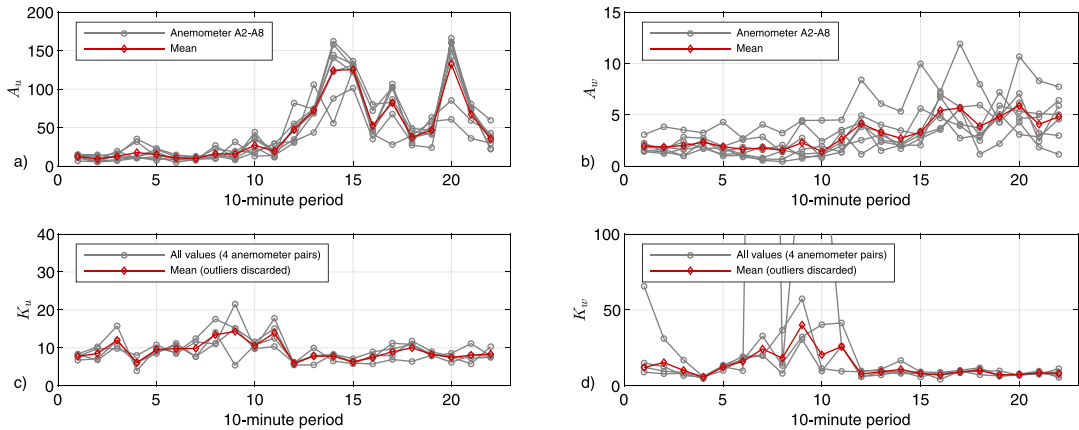 200
150
100
50
0
A_u
Anemometer A2-A8
Mean
a)
0 5 10 15 20
10-minute period
15
10
5
0
A_w
Anemometer A2-A8
Mean
b)
0 5 10 15 20
10-minute period
40
30
20
10
0
K_u
All values (4 anemometer pairs)
Mean (outliers discarded)
c)
0 5 10 15 20
10-minute period
100
50
0
K_w
All values (4 anemometer pairs)
Mean (outliers discarded)
d)
0 5 10 15 20
10-minute period